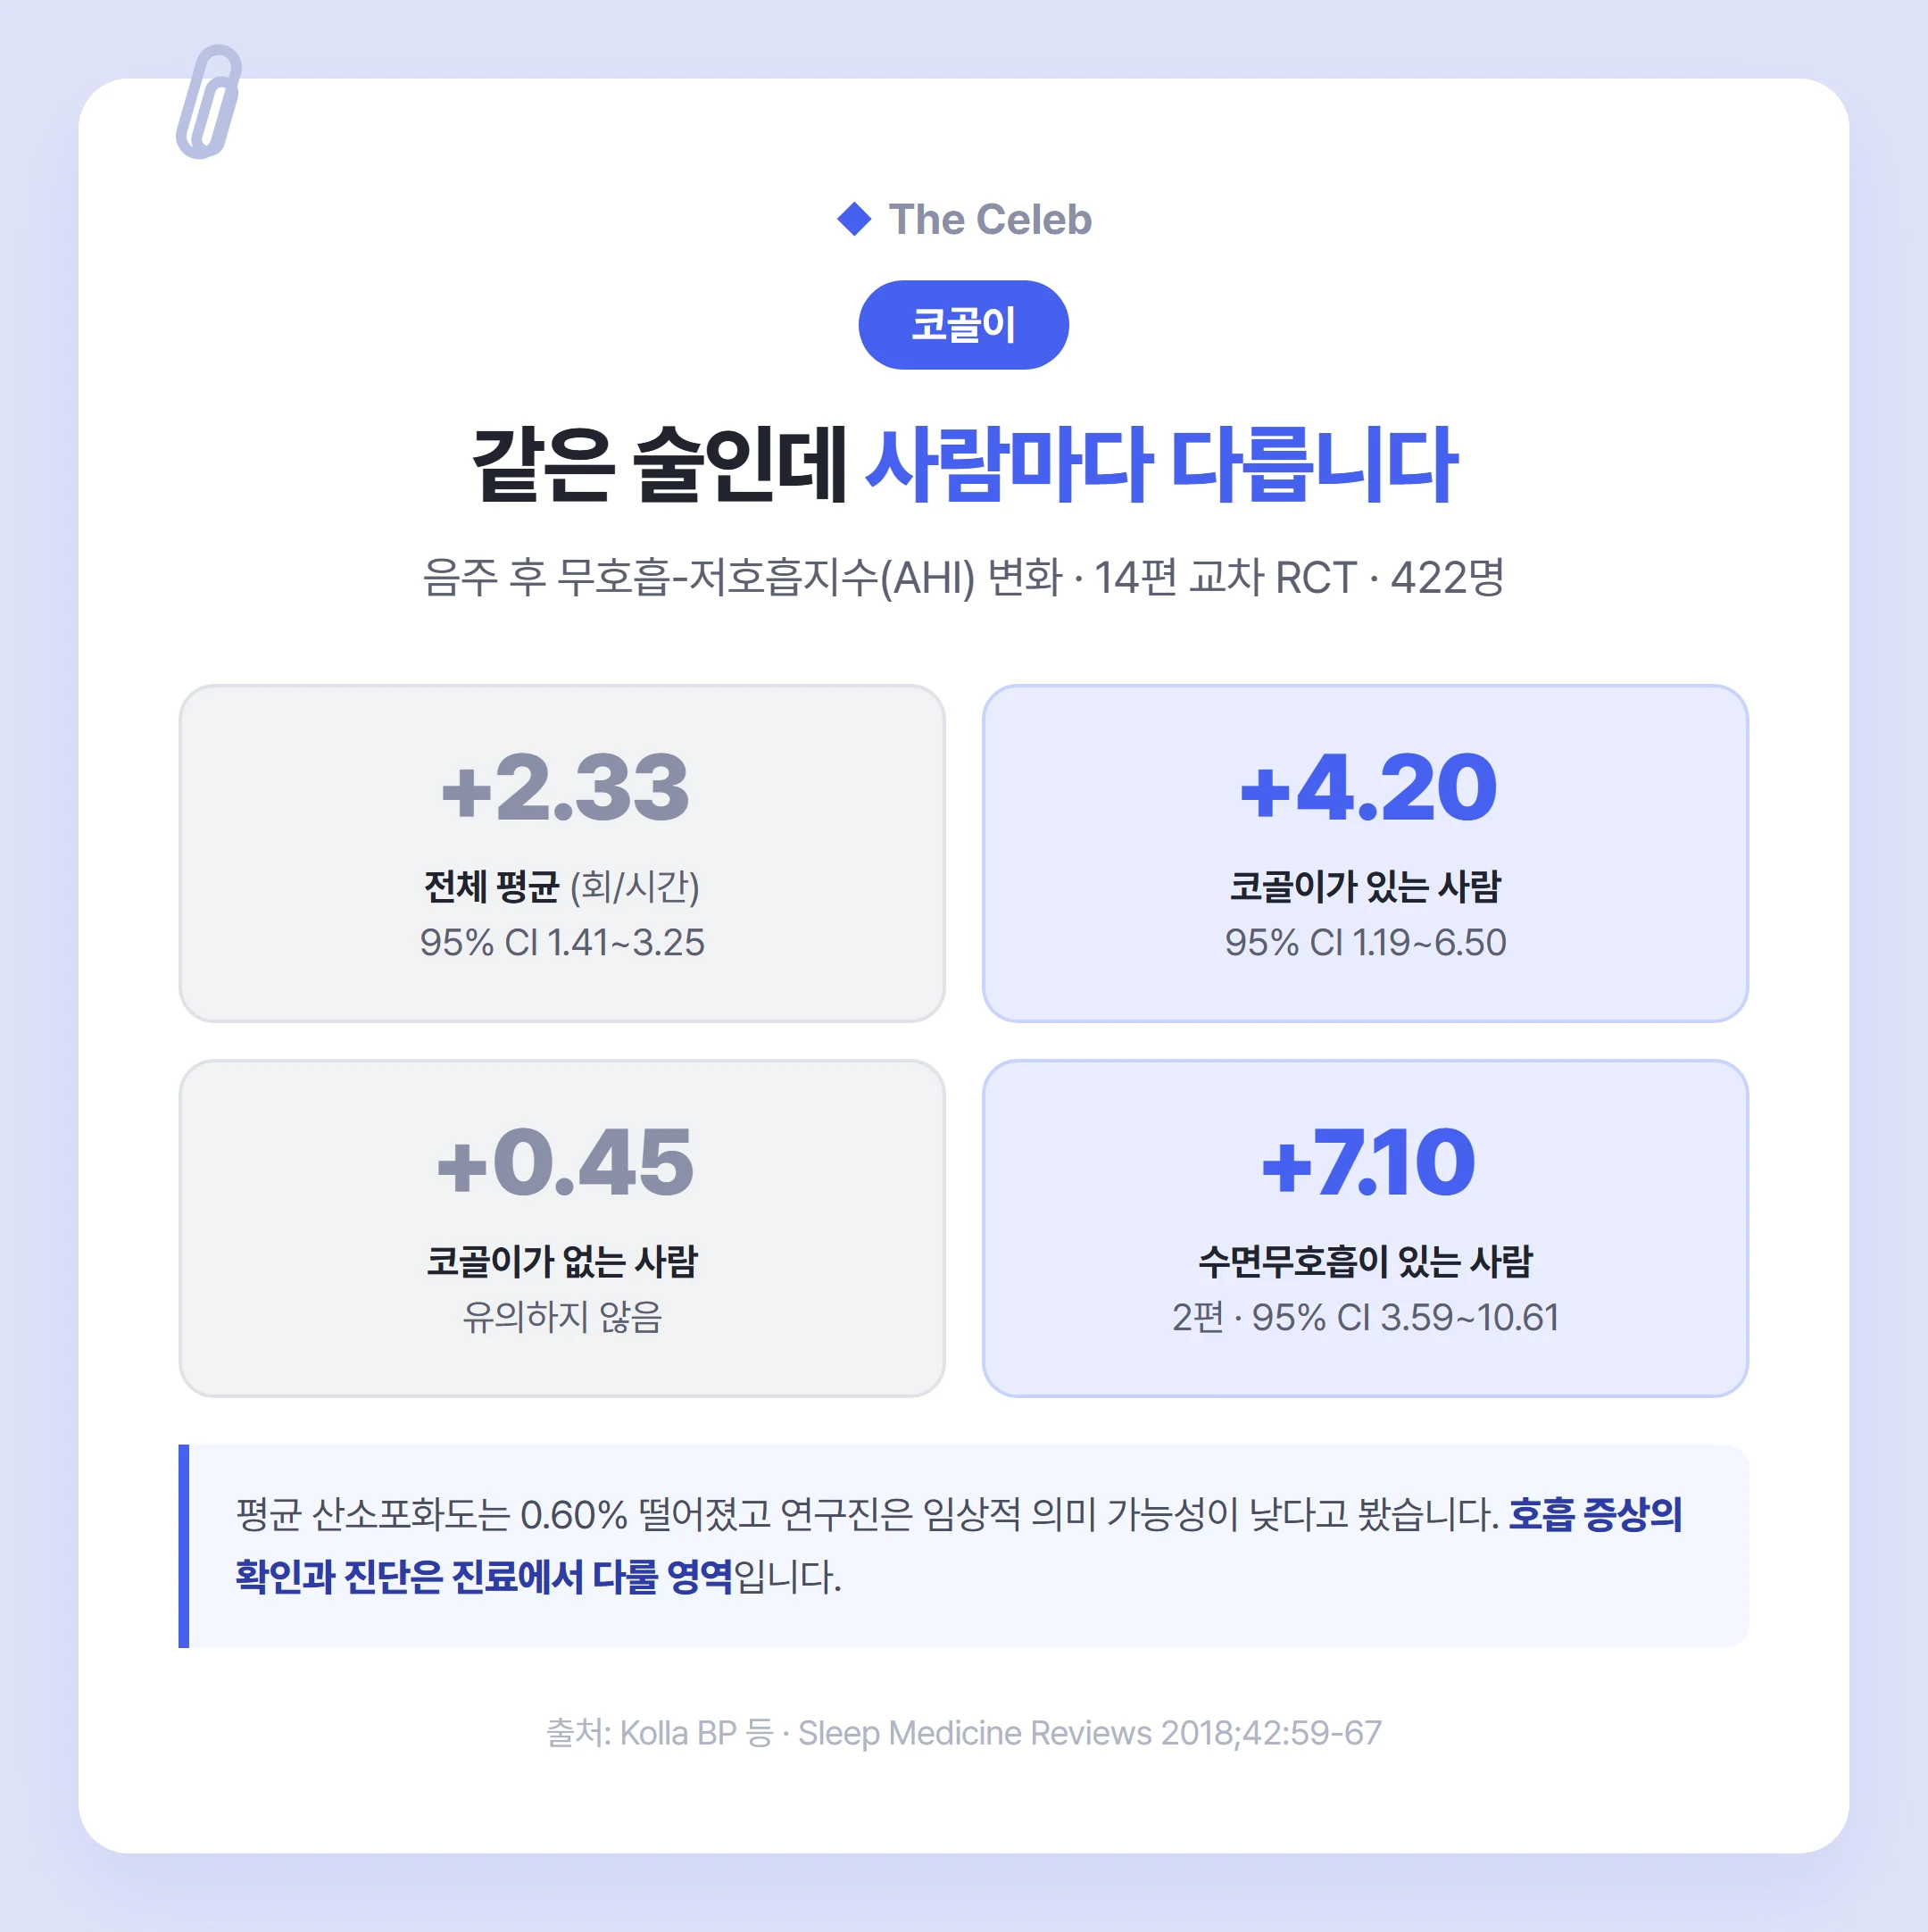 The Celeb
코골이
같은 술인데 사람마다 다릅니다
음주 후 무호흡-저호흡지수(AHI) 변화 · 14편 교차 RCT · 422명
+2.33
전체 평균 (회/시간)
95% CI 1.41~3.25
+4.20
코골이가 있는 사람
95% CI 1.19~6.50
+0.45
코골이가 없는 사람
유의하지 않음
+7.10
수면무호흡이 있는 사람
2편 · 95% CI 3.59~10.61
평균 산소포화도는 0.60% 떨어졌고 연구진은 임상적 의미 가능성이 낮다고 봤습니다. 호흡 증상의
확인과 진단은 진료에서 다룰 영역입니다.
출처: Kolla BP 등 · Sleep Medicine Reviews 2018;42:59-67